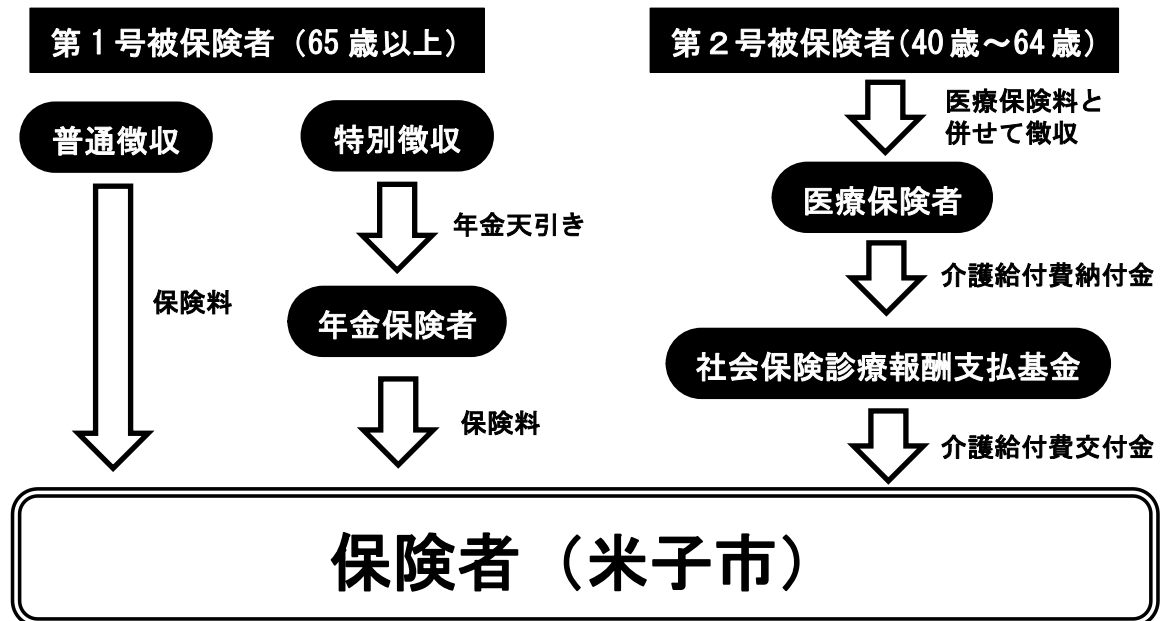 第１号被保険者（65歳以上）
普通徴収
保険料
特別徴収
年金天引き
年金保険者
保険料
第２号被保険者(40歳～64歳)
医療保険料と
併せて徴収
医療保険者
介護給付費納付金
社会保険診療報酬支払基金
介護給付費交付金
保険者（米子市）